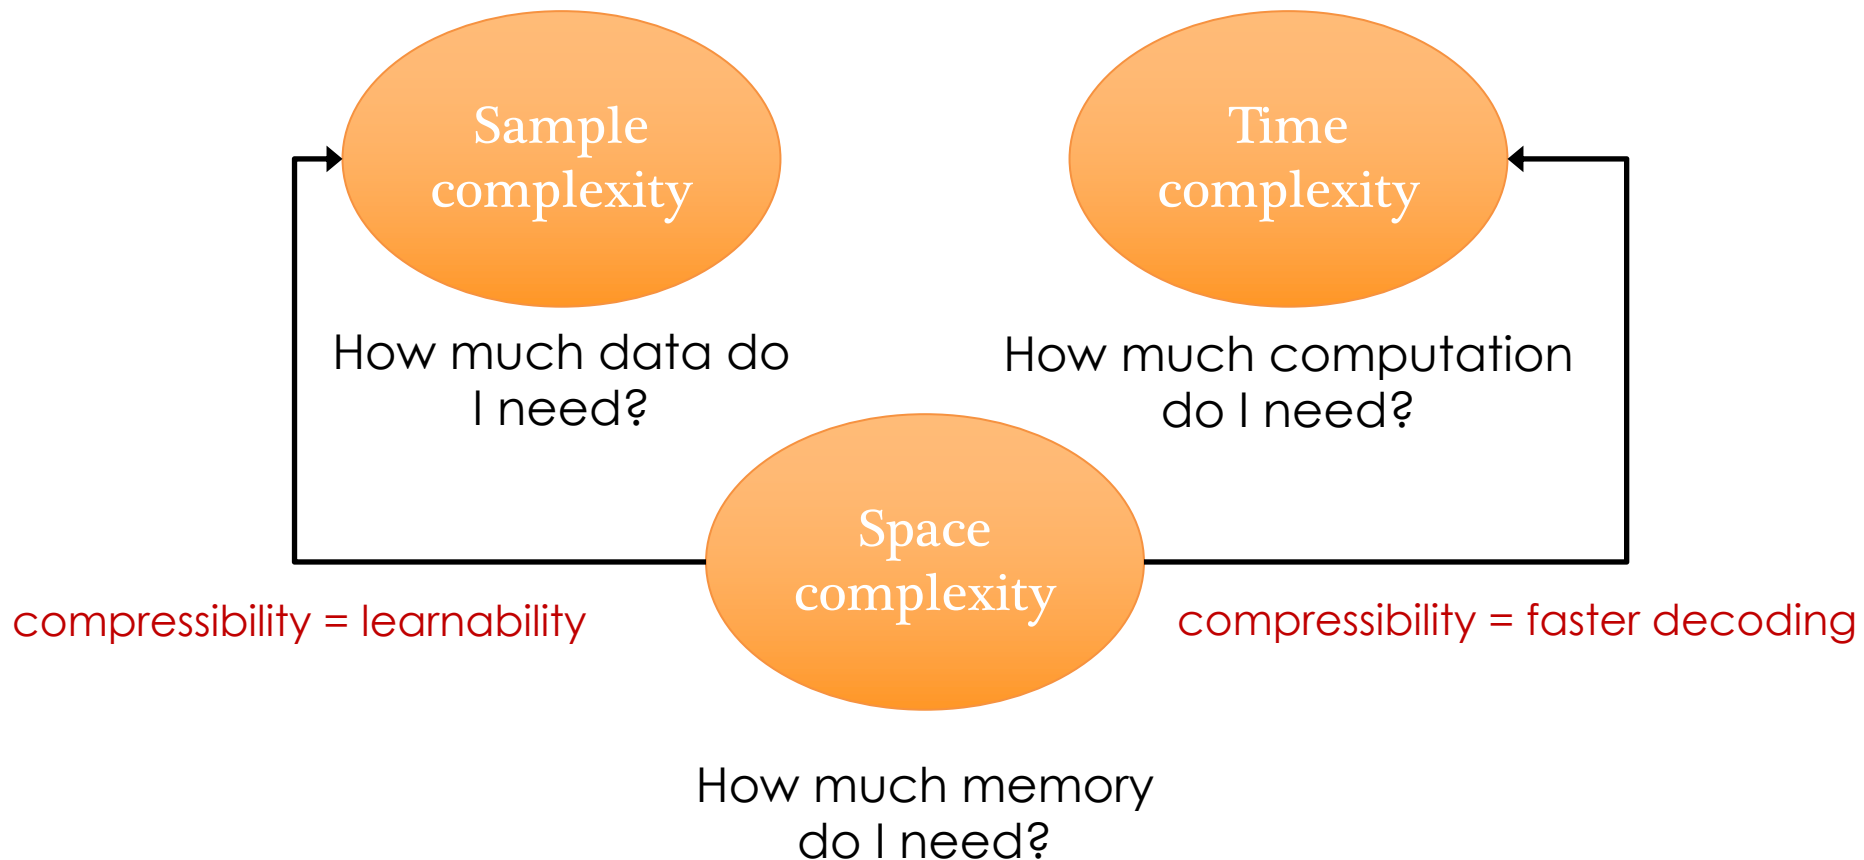 Sample
complexity
Time
complexity
How much data do
I need?
How much computation
do I need?
Space
complexity
compressibility = learnability
compressibility = faster decoding
How much memory
do I need?